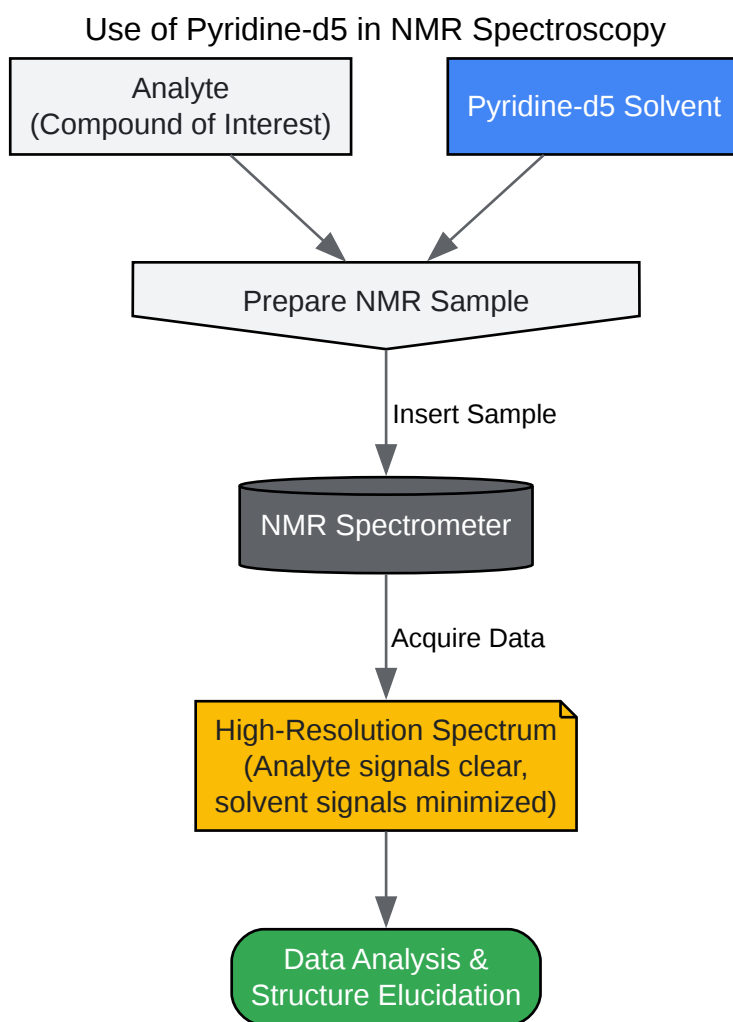 Use of Pyridine-d5 in NMR Spectroscopy
Analyte
(Compound of Interest)
Pyridine-d5 Solvent
Prepare NMR Sample
Insert Sample
NMR Spectrometer
Acquire Data
High-Resolution Spectrum
(Analyte signals clear,
solvent signals minimized)
Data Analysis &
Structure Elucidation